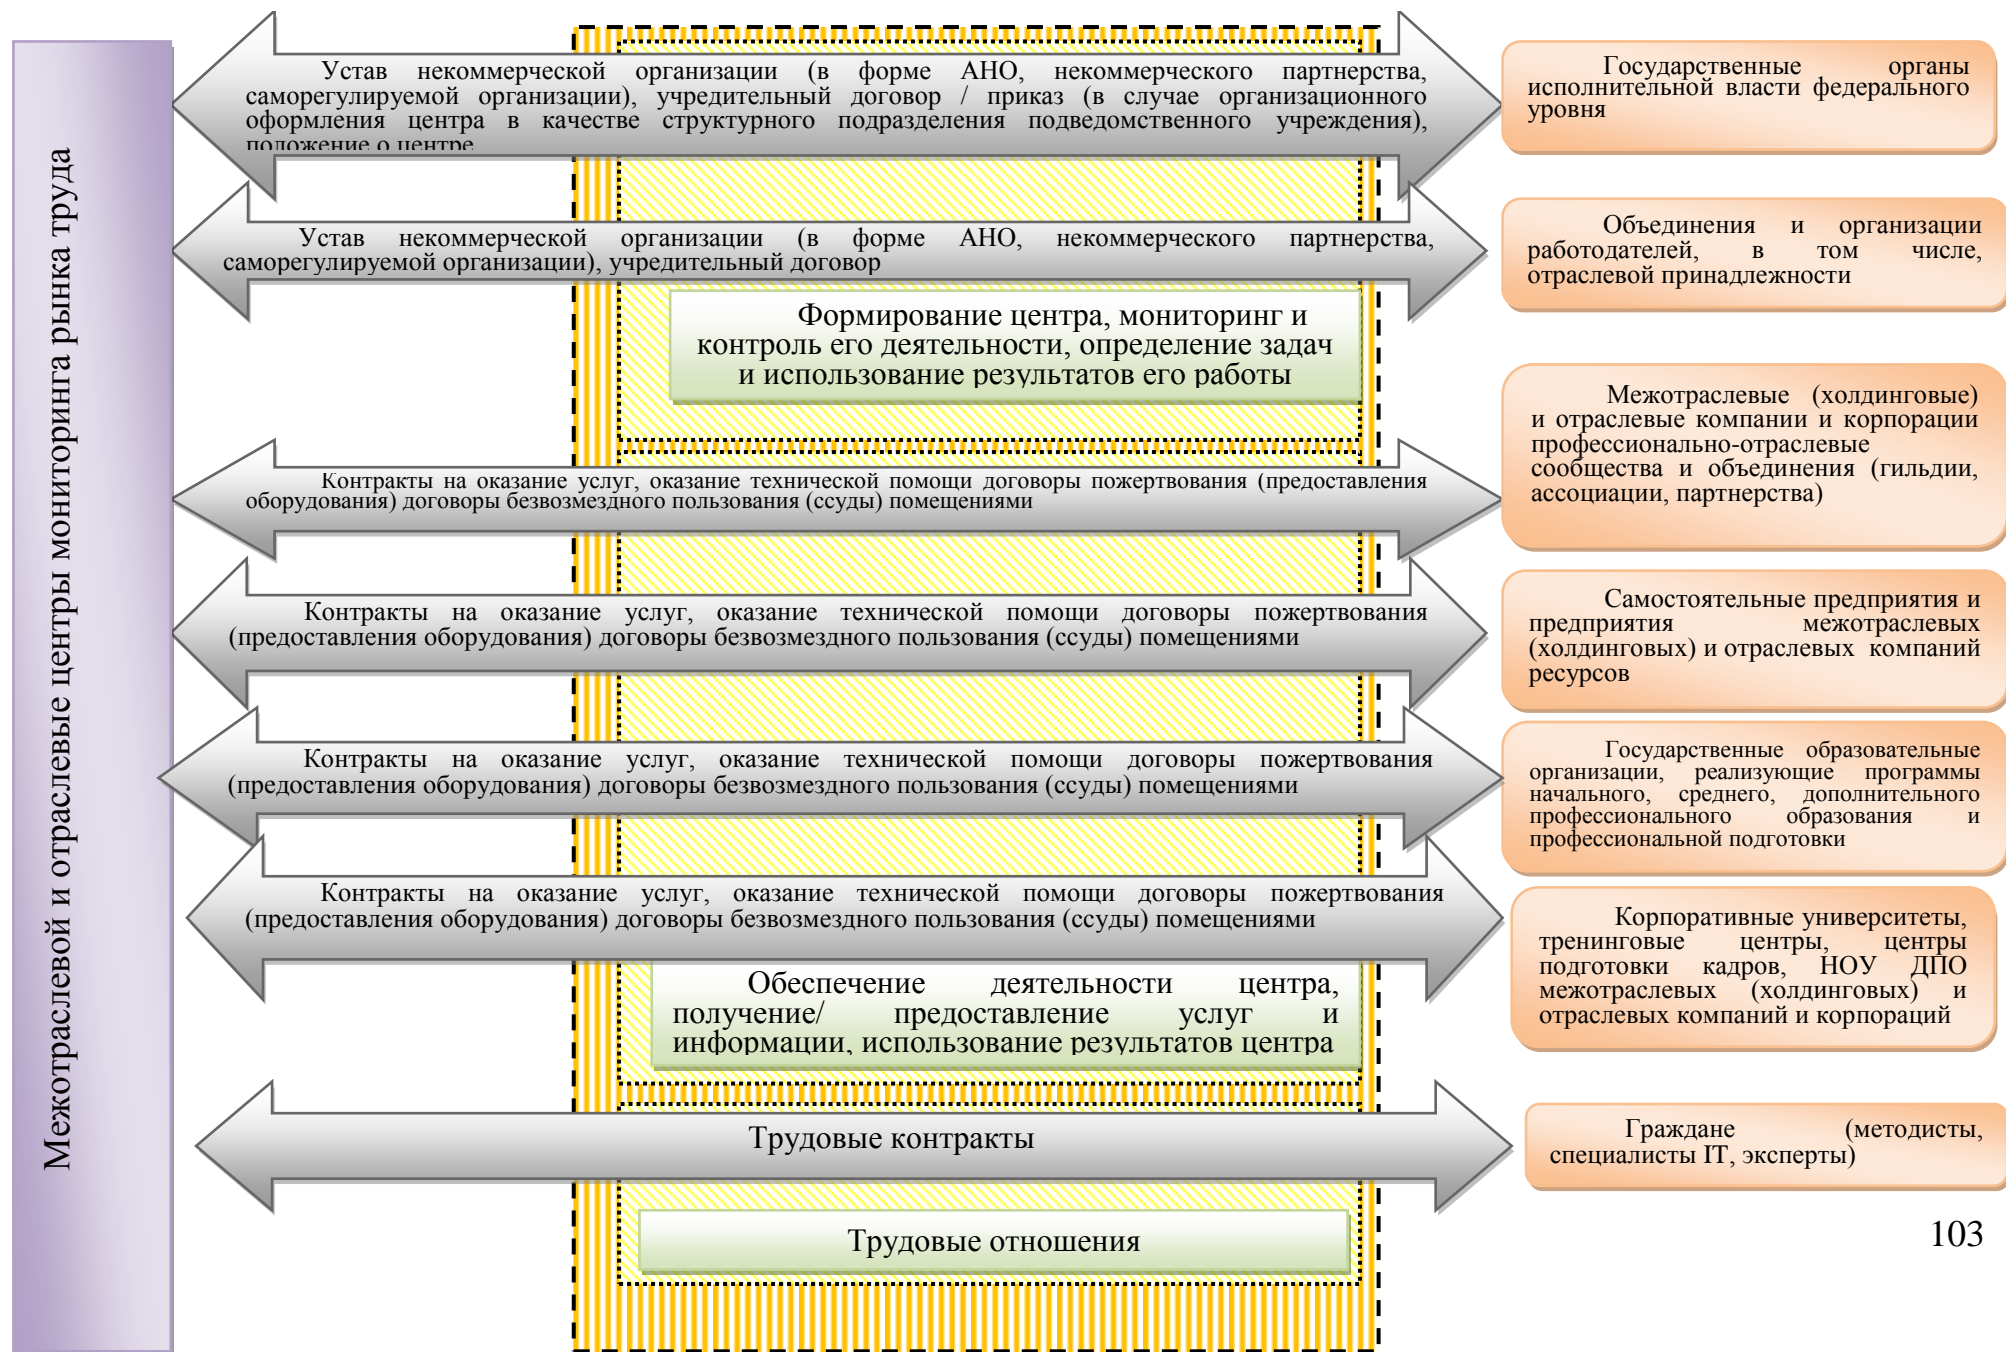 Межотраслевой и отраслевые центры мониторинга рынка труда
Устав некоммерческой организации (в форме АНО, некоммерческого партнерства,
саморегулируемой организации), учредительный договор / приказ (в случае организационного
оформления центра в качестве структурного подразделения подведомственного учреждения),
положение о центре
Государственные органы
исполнительной власти федерального
уровня
Устав некоммерческой организации (в форме АНО, некоммерческого партнерства,
саморегулируемой организации), учредительный договор
Объединения и организации
работодателей, в том числе,
отраслевой принадлежности
Формирование центра, мониторинг и
контроль его деятельности, определение задач
и использование результатов его работы
Контракты на оказание услуг, оказание технической помощи договоры пожертвования (предоставления
оборудования) договоры безвозмездного пользования (ссуды) помещениями
Межотраслевые (холдинговые)
и отраслевые компании и корпорации
профессионально-отраслевые
сообщества и объединения (гильдии,
ассоциации, партнерства)
Контракты на оказание услуг, оказание технической помощи договоры пожертвования
(предоставления оборудования) договоры безвозмездного пользования (ссуды) помещениями
Самостоятельные предприятия и
предприятия межотраслевых
(холдинговых) и отраслевых компаний
ресурсов
Контракты на оказание услуг, оказание технической помощи договоры пожертвования
(предоставления оборудования) договоры безвозмездного пользования (ссуды) помещениями
Государственные образовательные
организации, реализующие программы
начального, среднего, дополнительного
профессионального образования и
профессиональной подготовки
Контракты на оказание услуг, оказание технической помощи договоры пожертвования
(предоставления оборудования) договоры безвозмездного пользования (ссуды) помещениями
Корпоративные университеты,
тренинговые центры, центры
подготовки кадров, НОУ ДПО
межотраслевых (холдинговых) и
отраслевых компаний и корпораций
Обеспечение деятельности центра,
получение/ предоставление услуг и
информации, использование результатов центра
Трудовые контракты
Граждане (методисты,
специалисты IT, эксперты)
Трудовые отношения
103